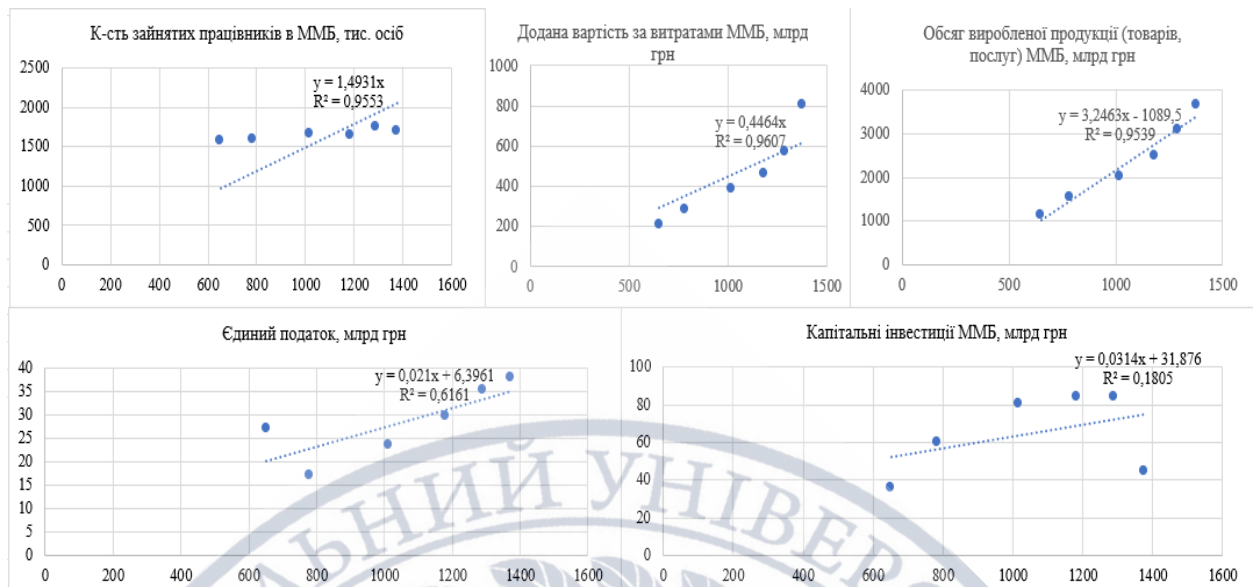 К-сть зайнятих працівників в ММБ, тис. осіб
y = 1,4931x
R² = 0,9553
2500
2000
1500
1000
500
0
0 200 400 600 800 1000 1200 1400 1600
Додана вартість за витратами ММБ, млрд
грн
y = 0,4464x
R² = 0,9607
1000
800
600
400
200
0
0 500 1000 1500
Обсяг виробленої продукції (товарів,
послуг) ММБ, млрд грн
y = 3,2463x - 1089,5
R² = 0,9539
4000
3000
2000
1000
0
0 500 1000 1500
Єдиний податок, млрд грн
y = 0,021x + 6,3961
R² = 0,6161
40
35
30
25
20
15
10
5
0
0 200 400 600 800 1000 1200 1400 1600
Капітальні інвестиції ММБ, млрд грн
y = 0,0314x + 31,876
R² = 0,1805
100
80
60
40
20
0
0 200 400 600 800 1000 1200 1400 1600
ЛЬНИЙ УНІВЕР